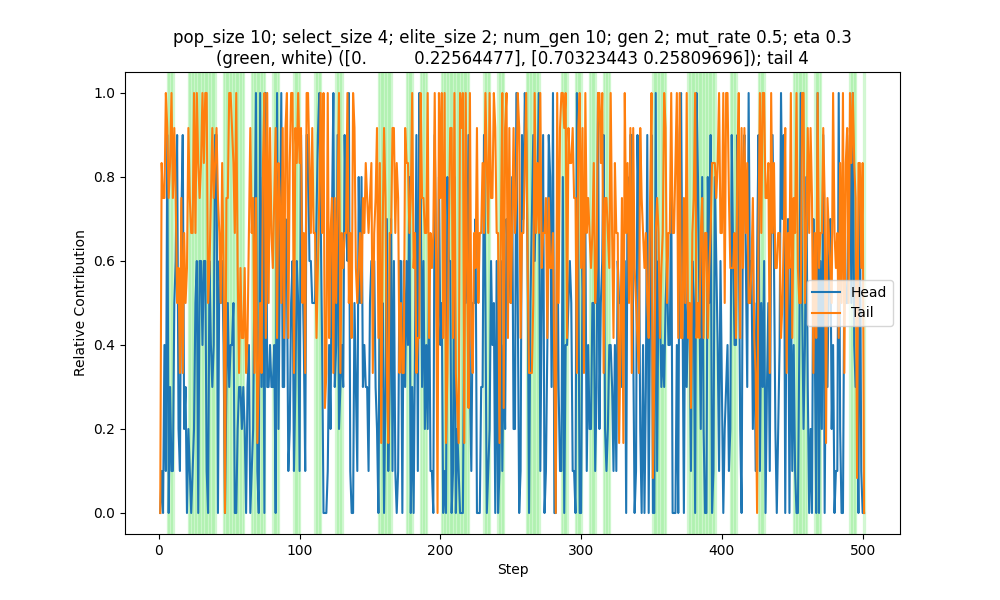 pop_size 10; select_size 4; elite_size 2; num_gen 10; gen 2; mut_rate 0.5; eta 0.3
(green, white) ([0.         0.22564477], [0.70323443 0.25809696]); tail 4
Relative Contribution
1.0
0.8
0.6
0.4
0.2
0.0
Head
Tail
0 100 200 300 400 500
Step